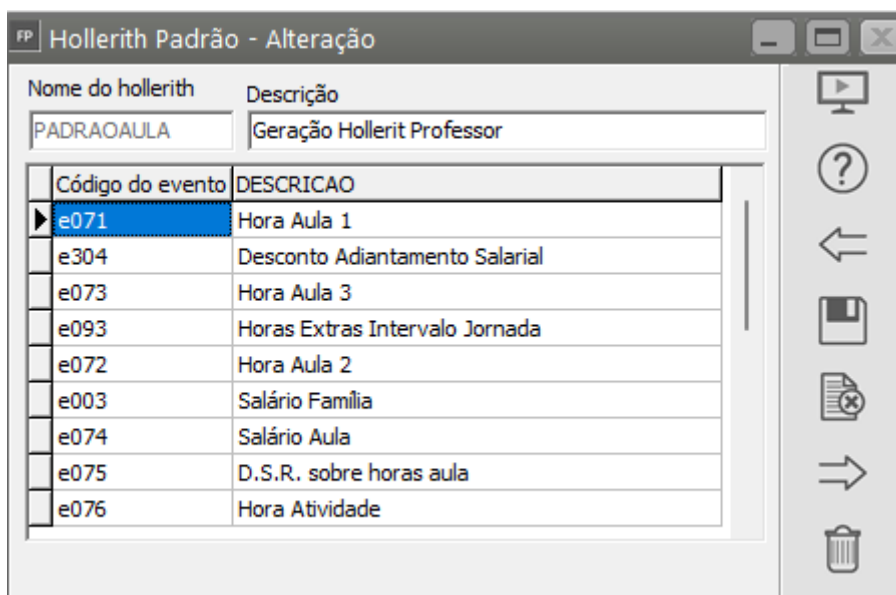 FP Hollerith Padrão - Alteração
Nome do hollerith Descrição
PADRAOAULA Geração Hollerit Professor
Código do evento DESCRICAO
e071 Hora Aula 1
e304 Desconto Adiantamento Salarial
e073 Hora Aula 3
e093 Horas Extras Intervalo Jornada
e072 Hora Aula 2
e003 Salário Família
e074 Salário Aula
e075 D.S.R. sobre horas aula
e076 Hora Atividade